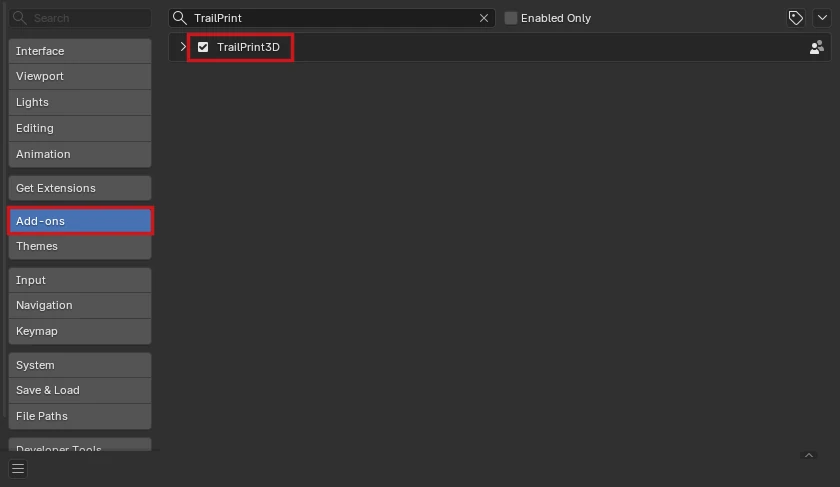 Search
TrailPrint
Enabled Only
TrailPrint3D
Interface
Viewport
Lights
Editing
Animation
Get Extensions
Add-ons
Themes
Input
Navigation
Keymap
System
Save & Load
File Paths
Developer Tools